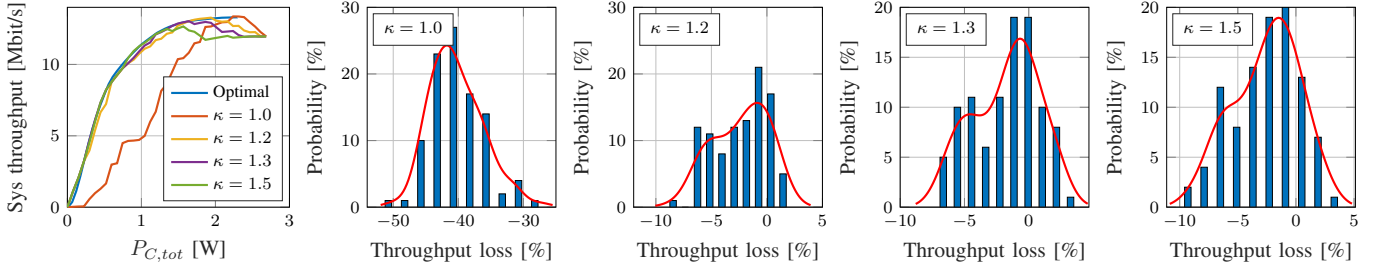 Sys throughput [Mbit/s]
10
5
0
0
1
2
3
P_{C,tot} [W]
Optimal
κ = 1.0
κ = 1.2
κ = 1.3
κ = 1.5
Probability [%]
30
20
10
0
−50
−40
−30
Throughput loss [%]
κ = 1.0
Probability [%]
30
20
10
0
−10
−5
0
5
Throughput loss [%]
κ = 1.2
Probability [%]
20
15
10
5
0
−10
−5
0
Throughput loss [%]
κ = 1.3
Probability [%]
20
15
10
5
0
−10
−5
0
5
Throughput loss [%]
κ = 1.5